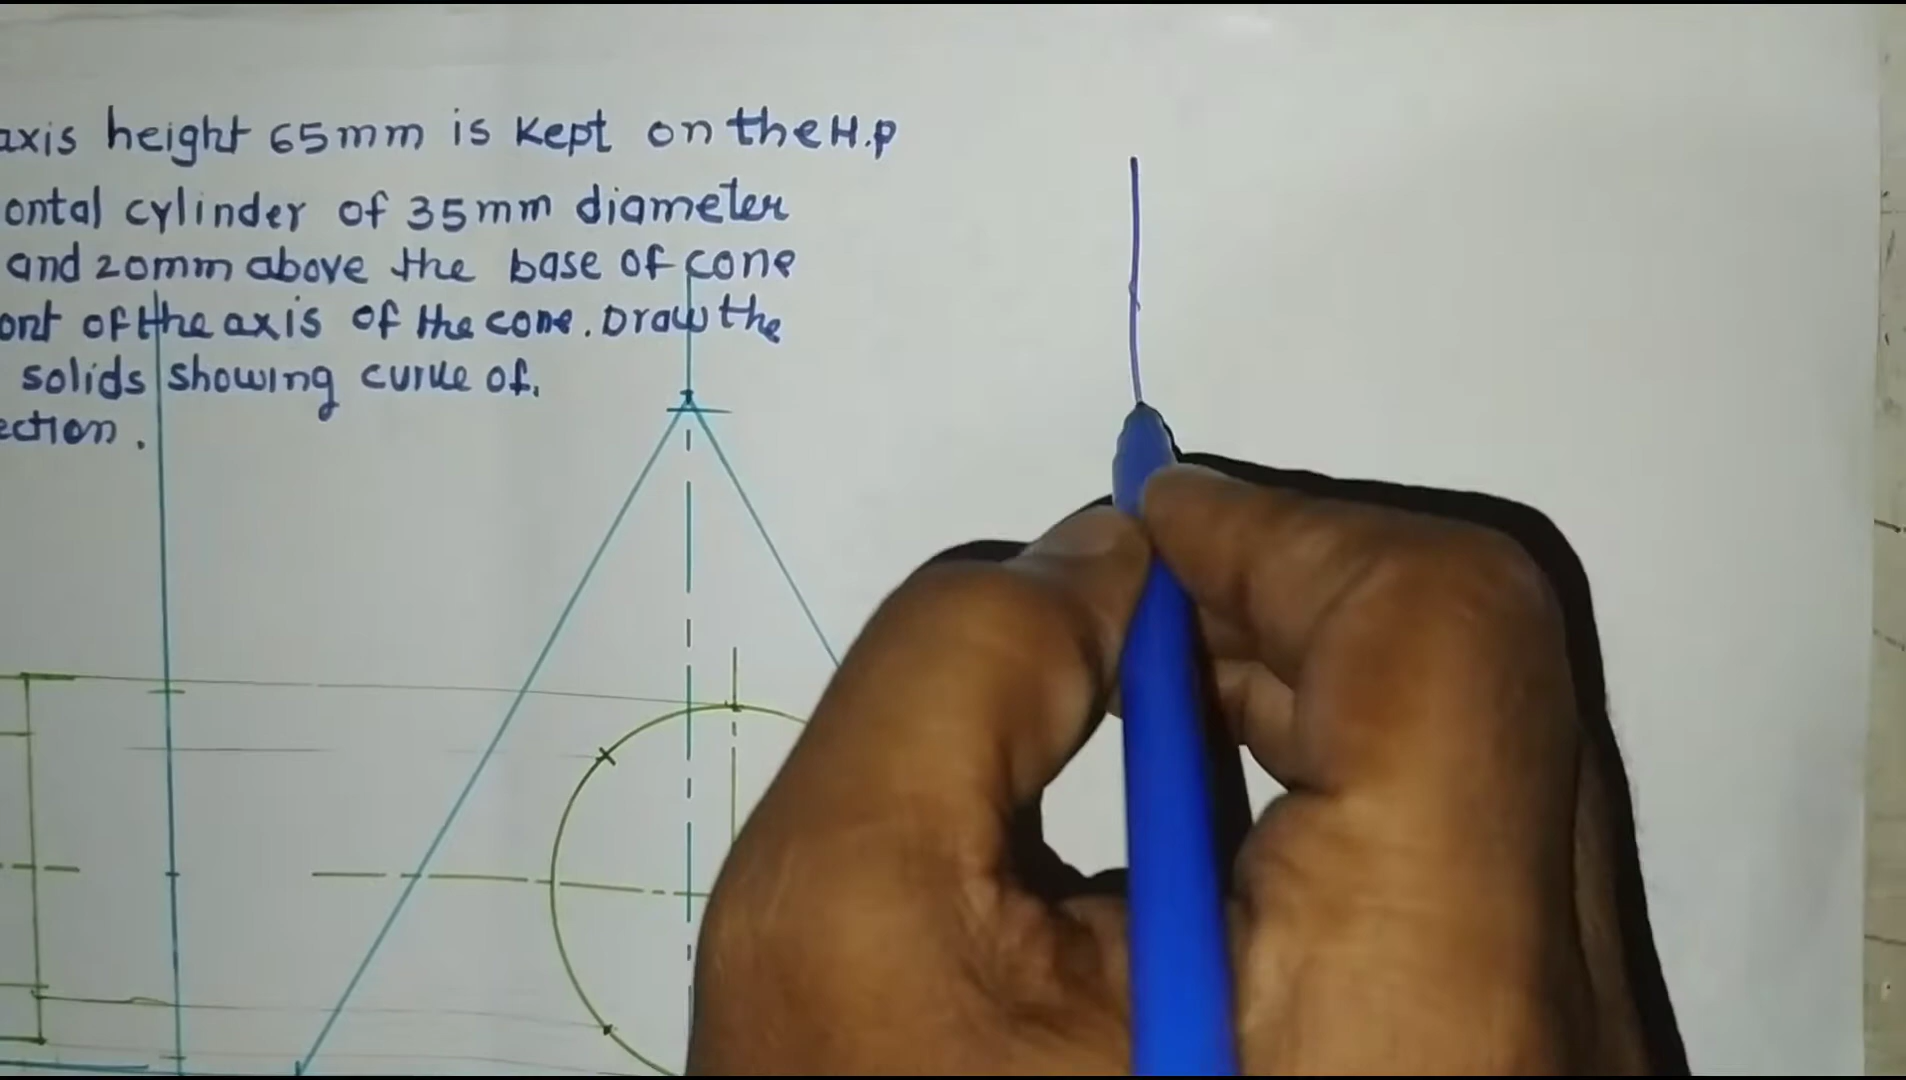 axis height 65mm is kept on the H.P
ontal cylinder of 35mm diameter
and 20mm above the base of cone
ont of the axis of the cone. Draw the
solids showing curve of.
ection.